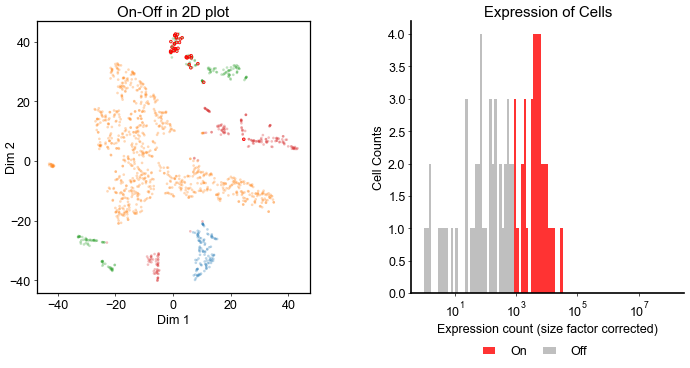 On-Off in 2D plot
40
20
0
−20
−40
Dim 2
−40 −20 0 20 40
Dim 1
Expression of Cells
4.0
3.5
3.0
2.5
2.0
1.5
1.0
0.5
0.0
Cell Counts
10^1 10^3 10^5 10^7
Expression count (size factor corrected)
On Off